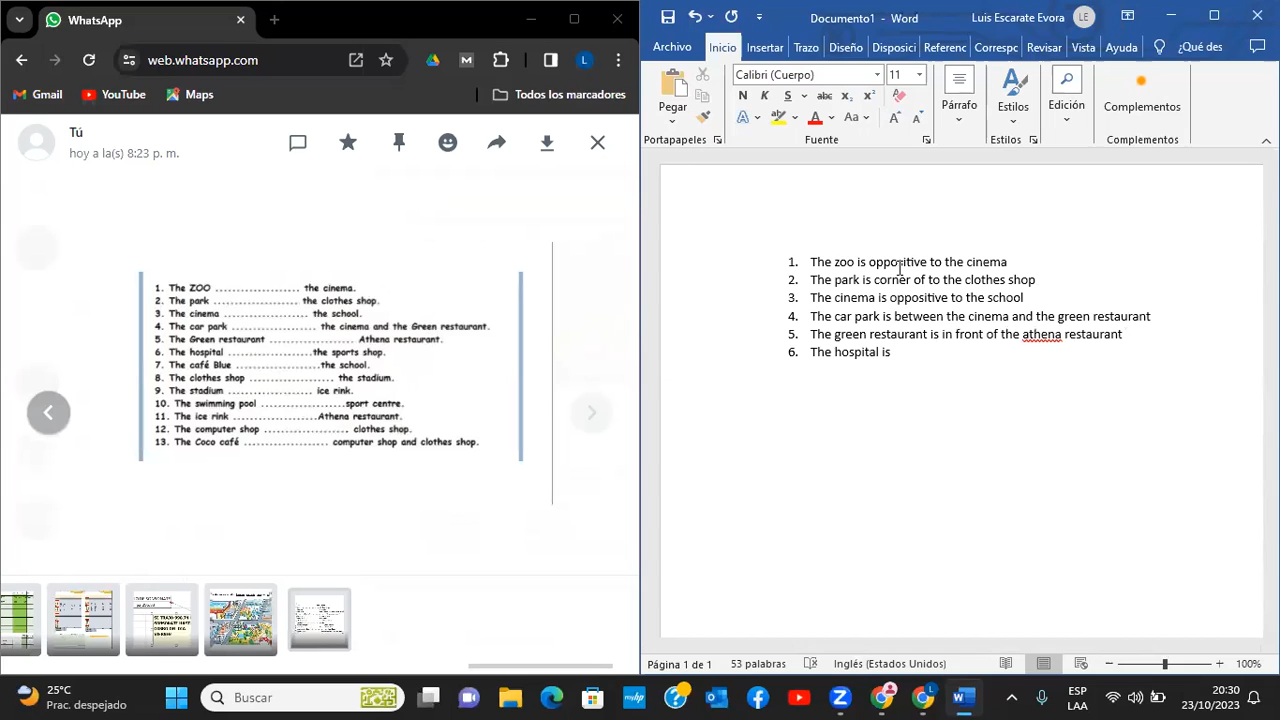 WhatsApp
web.whatsapp.com
Gmail
YouTube
Maps
Todos los marcadores
Tú
hoy a la(s) 8:23 p. m.
1. The ZOO ...................... the cinema.
2. The park ...................... the clothes shop.
3. The cinema ...................... the school.
4. The car park ...................... the cinema and the Green restaurant.
5. The Green restaurant ...................... Athena restaurant.
6. The hospital ......................the sports shop.
7. The café Blue ......................the school.
8. The clothes shop ...................... the stadium.
9. The stadium ...................... ice rink.
10. The swimming pool ......................sport centre.
11. The ice rink ......................Athena restaurant.
12. The computer shop ...................... clothes shop.
13. The Coco café ...................... computer shop and clothes shop.
Documento1 - Word
Luis Escarate Evora
LE
Archivo Inicio Insertar Trazo Diseño Disposici Referenc Corresp Revisar Vista Ayuda ¿Qué des
Calibri (Cuerpo) 11
N K S abc x₂ x²
A A Aa A A
Pegar
Párrafo
Estilos
Edición
Complementos
Portapapeles
Fuente
Estilos
Complementos
1. The zoo is oppositive to the cinema
2. The park is corner of to the clothes shop
3. The cinema is oppositive to the school
4. The car park is between the cinema and the green restaurant
5. The green restaurant is in front of the athena restaurant
6. The hospital is
Página 1 de 1
53 palabras
Inglés (Estados Unidos)
100%
25°C
Prec. despejado
Buscar
ESP
LAA
20:30
23/10/2023